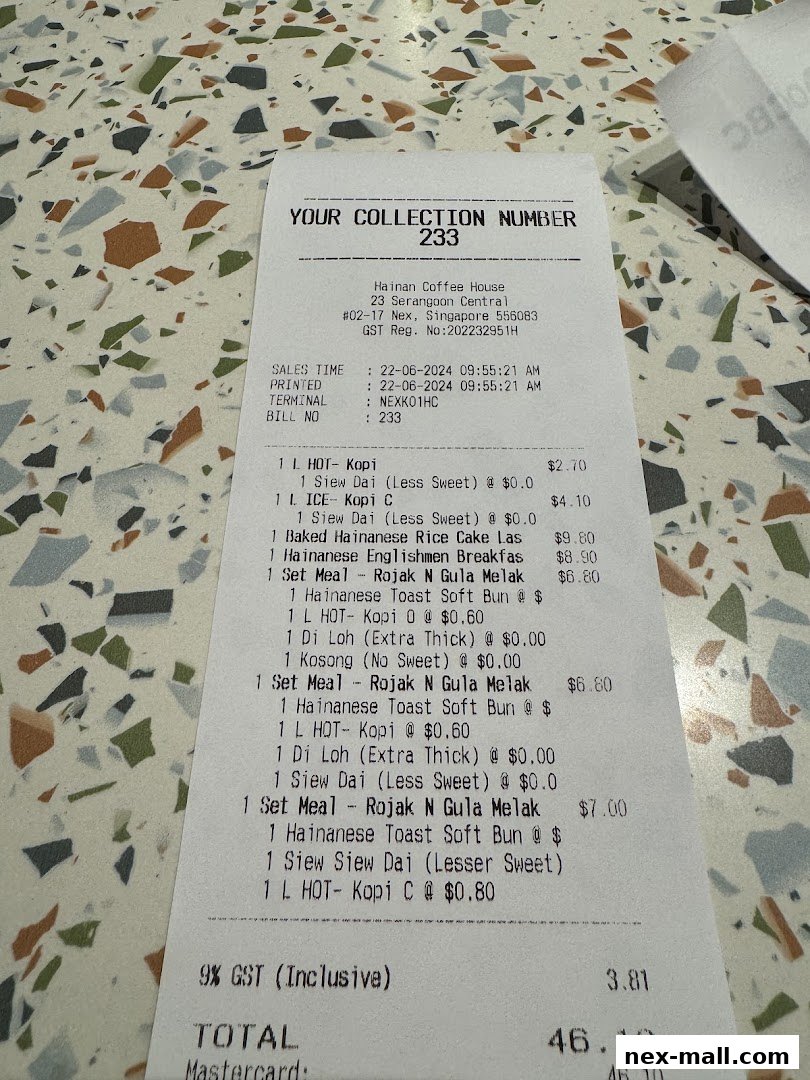 YOUR COLLECTION NUMBER
233
Hainan Coffee House
23 Serangoon Central
#02-17 Nex, Singapore 556083
GST Reg. No:202232951H
SALES TIME : 22-06-2024 09:55:21 AM
PRINTED : 22-06-2024 09:55:21 AM
TERMINAL : NEXK01HC
BILL NO : 233
1 L HOT- Kopi $2.70
1 Siew Dai (Less Sweet) @ $0.0
1 L ICE- Kopi C $4.10
1 Siew Dai (Less Sweet) @ $0.0
1 Baked Hainanese Rice Cake Las $9.80
1 Hainanese Englishmen Breakfas $8.90
1 Set Meal - Rojak N Gula Melak $6.80
1 Hainanese Toast Soft Bun @ $
1 L HOT- Kopi O @ $0.60
1 Di Loh (Extra Thick) @ $0.00
1 Kosong (No Sweet) @ $0.00
1 Set Meal - Rojak N Gula Melak $6.80
1 Hainanese Toast Soft Bun @ $
1 L HOT- Kopi @ $0.60
1 Di Loh (Extra Thick) @ $0.00
1 Siew Dai (Less Sweet) @ $0.0
1 Set Meal - Rojak N Gula Melak $7.00
1 Hainanese Toast Soft Bun @ $
1 Siew Siew Dai (Lesser Sweet)
1 L HOT- Kopi C @ $0.80
9% GST (Inclusive) 3.81
TOTAL 46.10
Mastercard: 46.10
nex-mall.com